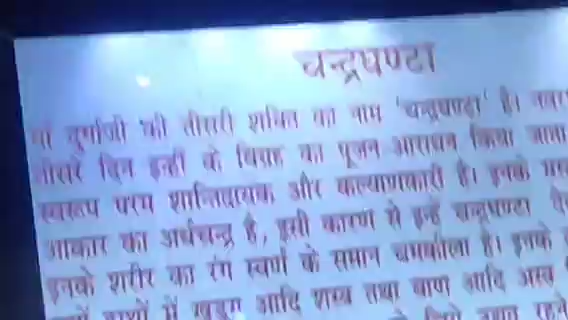 चन्द्रघण्टा
माँ दुर्गाजी की तीसरी शक्ति का नाम 'चन्द्रघण्टा' है।
तीसरे दिन इन्हीं के विग्रह का पूजन-आराधन किया जाता
स्वरूप परम शान्तिदायक और कल्याणकारी है। इनके
आकार का अर्धचन्द्र है, इसी कारण से इन्हें चन्द्रघण्टा
इनके शरीर का रंग स्वर्ण के समान चमकीला है। इनके
हाथों में खड्ग आदि शस्त्र तथा बाण आदि अस्त्र